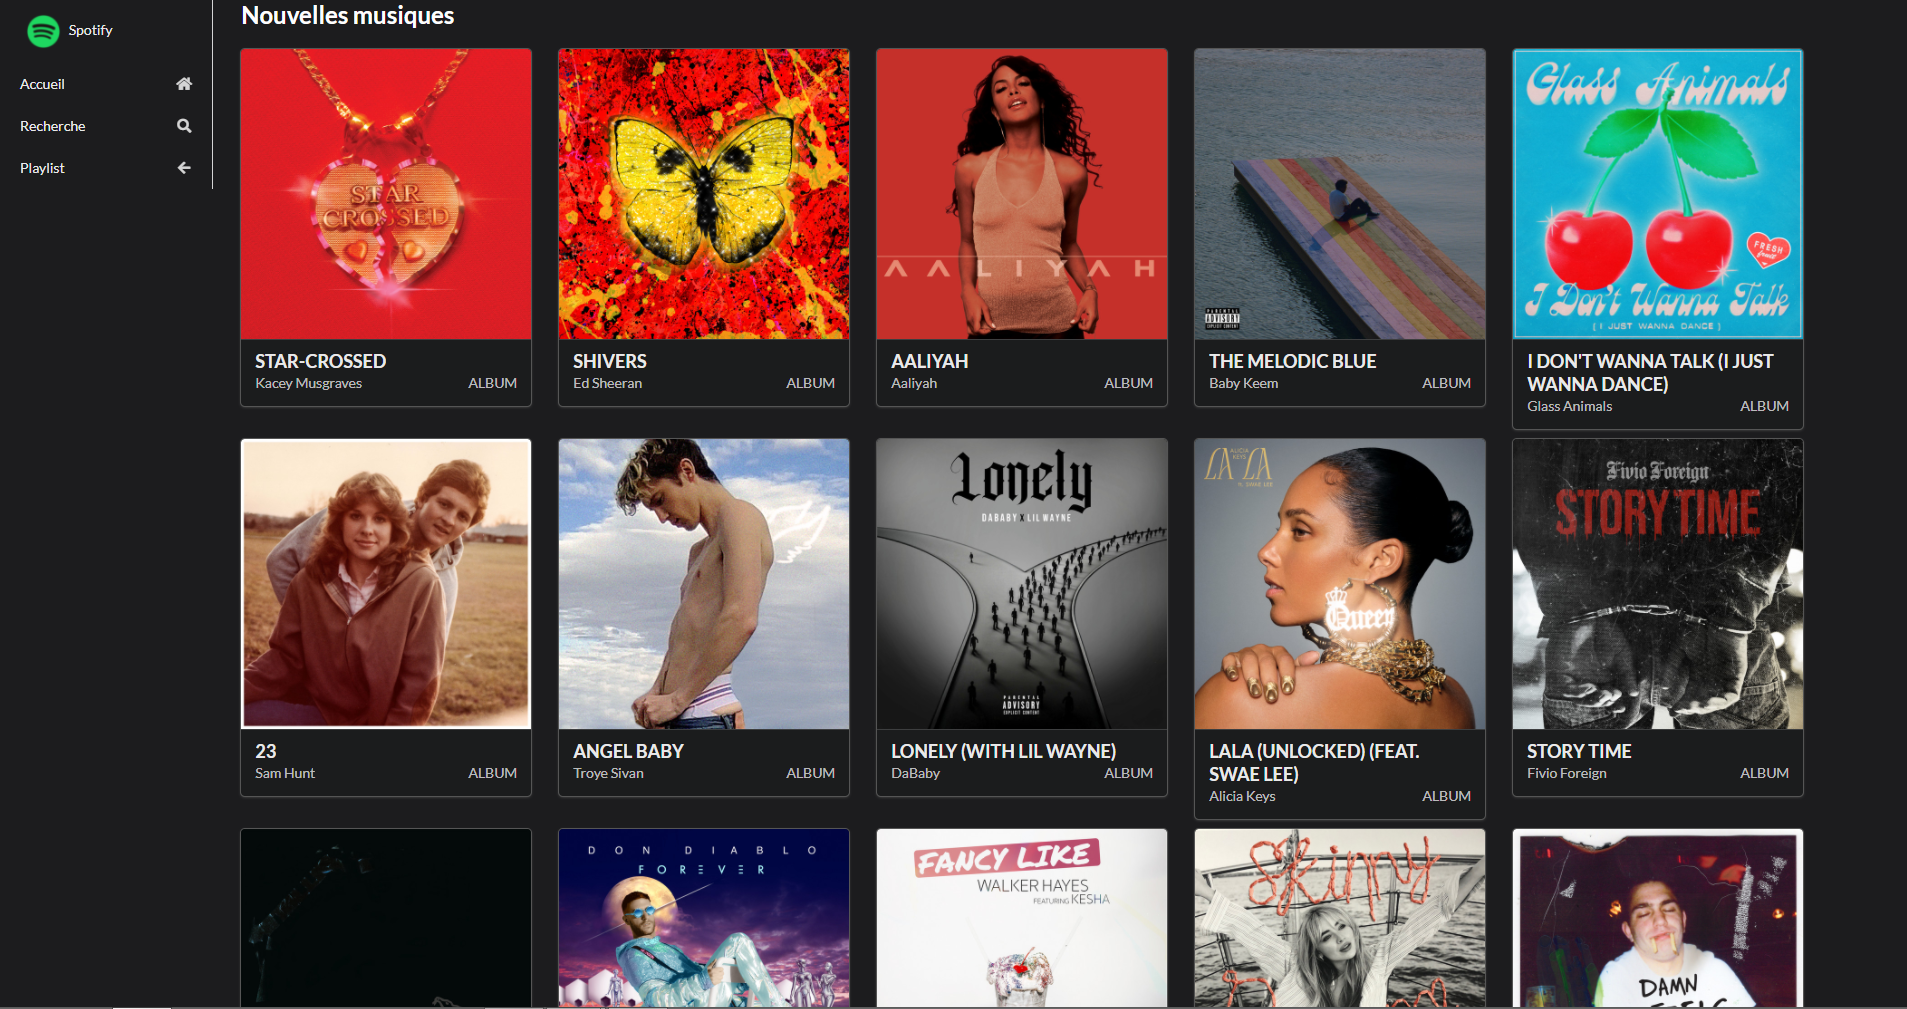 Spotify
Accueil
Recherche
Playlist
Nouvelles musiques
STAR
CROSSED
AALIYAH
PARENTAL
ADVISORY
EXPLICIT CONTENT
Glass Animals
FRESH
I Don't Wanna Talk
[ I JUST WANNA DANCE ]
STAR-CROSSED
Kacey Musgraves ALBUM
SHIVERS
Ed Sheeran ALBUM
AALIYAH
Aaliyah ALBUM
THE MELODIC BLUE
Baby Keem ALBUM
I DON'T WANNA TALK (I JUST
WANNA DANCE)
Glass Animals ALBUM
Lonely
DABABY X LIL WAYNE
PARENTAL
ADVISORY
EXPLICIT CONTENT
ALICIA
KEYS
LALA
ft. SWAE LEE
Queen
Fivio Foreign
STORY TIME
23
Sam Hunt ALBUM
ANGEL BABY
Troye Sivan ALBUM
LONELY (WITH LIL WAYNE)
DaBaby ALBUM
LALA (UNLOCKED) (FEAT.
SWAE LEE)
Alicia Keys ALBUM
STORY TIME
Fivio Foreign ALBUM
DON DIABLO
FOREVER
FANCY LIKE
WALKER HAYES
FEATURING KESHA
Skinny
DAMN